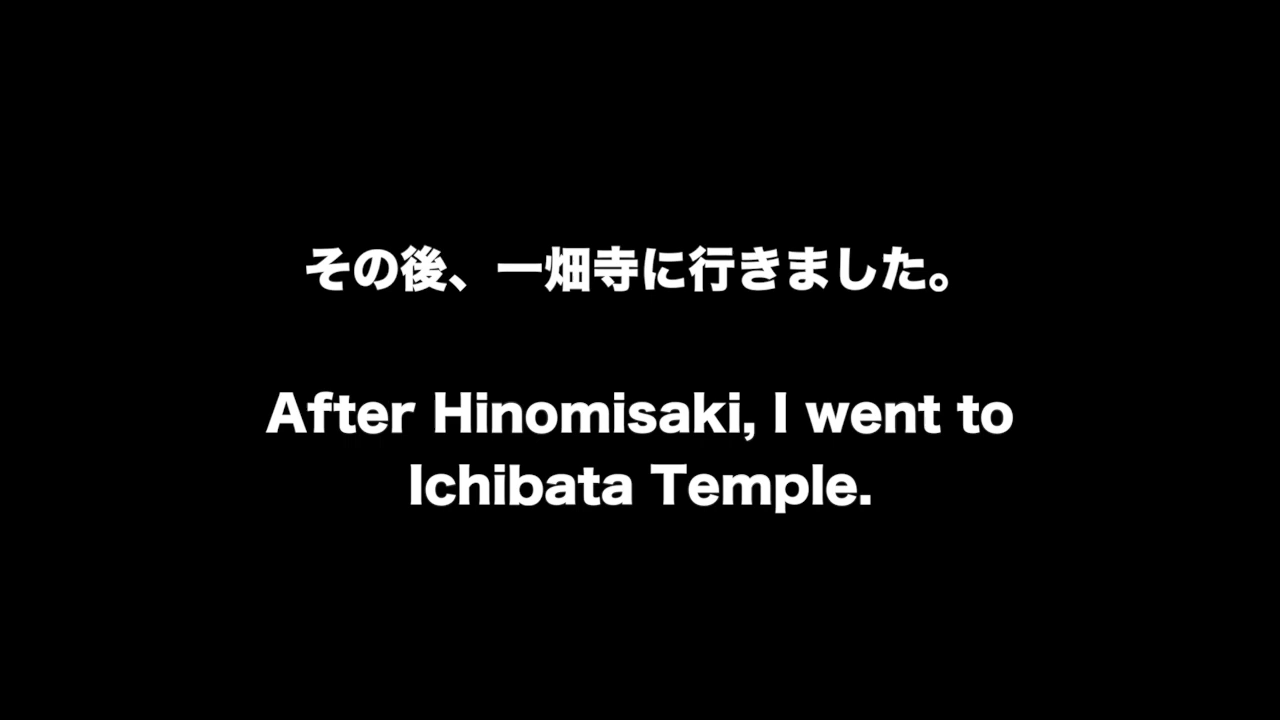 その後、一畑寺に行きました。
After Hinomisaki, I went to
Ichibata Temple.